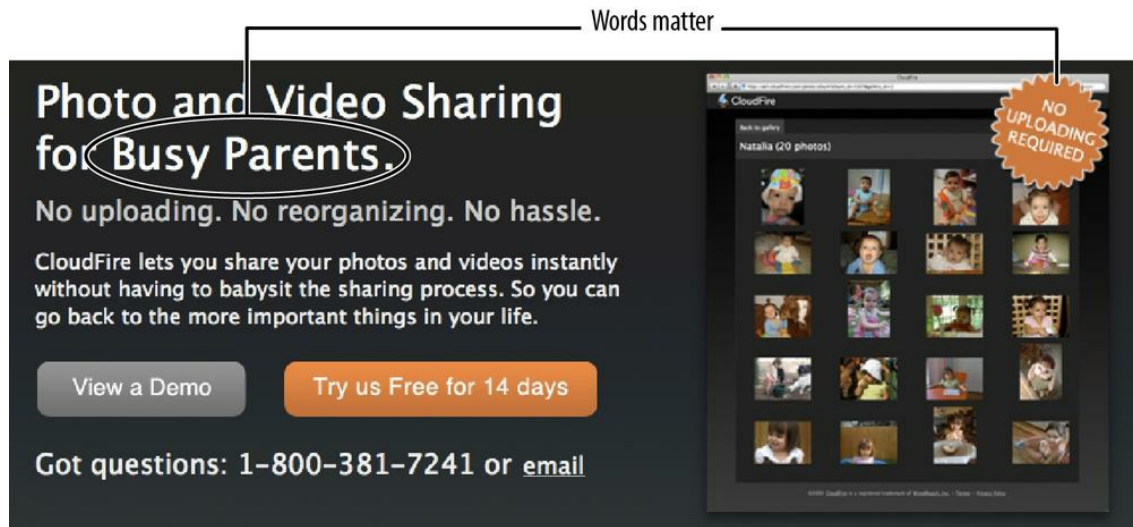 Words matter
Photo and Video Sharing
for Busy Parents.
No uploading. No reorganizing. No hassle.
CloudFire lets you share your photos and videos instantly
without having to babysit the sharing process. So you can
go back to the more important things in your life.
View a Demo
Try us Free for 14 days
Got questions: 1-800-381-7241 or email
CloudFire
CloudFire
Back to gallery
Natalia (20 photos)
NO
UPLOADING
REQUIRED